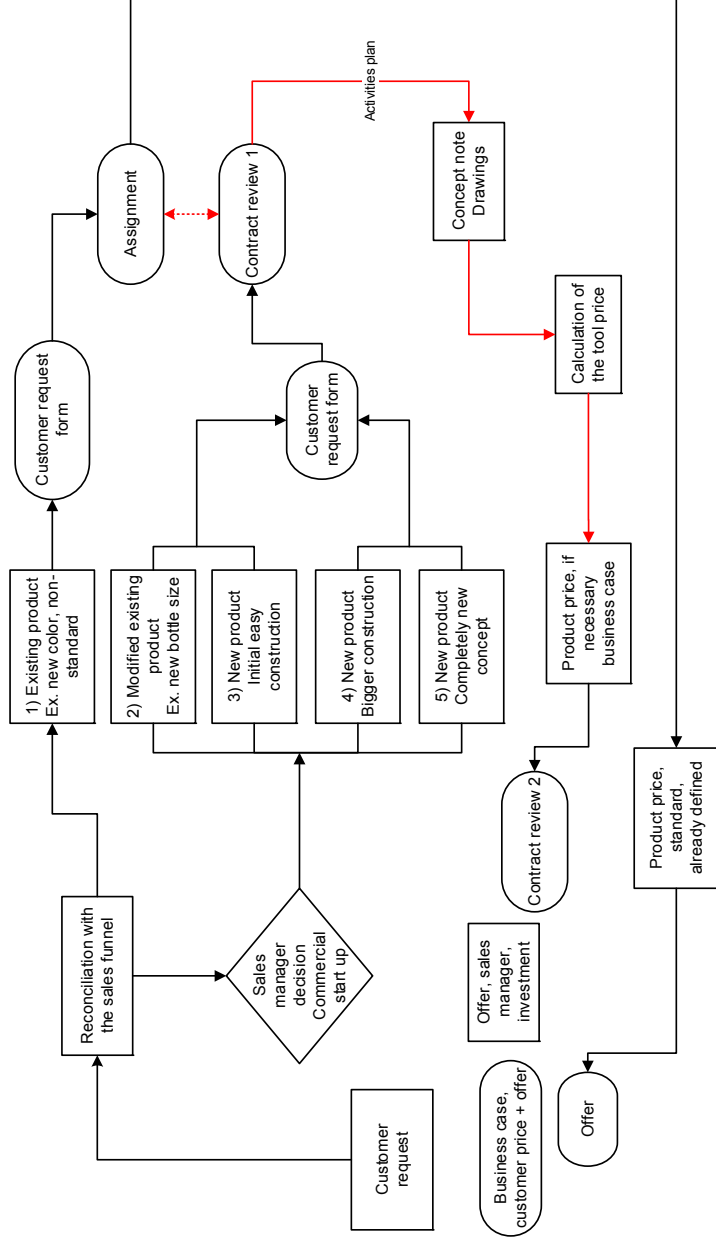 Customer
request
Reconciliation with
the sales funnel
Sales
manager
decision
Commercial
start up
1) Existing product
Ex. new color, non-
standard
2) Modified existing
product
Ex. new bottle size
3) New product
Initial easy
construction
4) New product
Bigger construction
5) New product
Completely new
concept
Customer request
form
Customer
request form
Assignment
Contract review 1
Activities plan
Concept note
Drawings
Calculation of
the tool price
Product price, if
necessary
business case
Contract review 2
Offer, sales
manager,
investment
Business case,
customer price + offer
Product price,
standard,
already defined
Offer